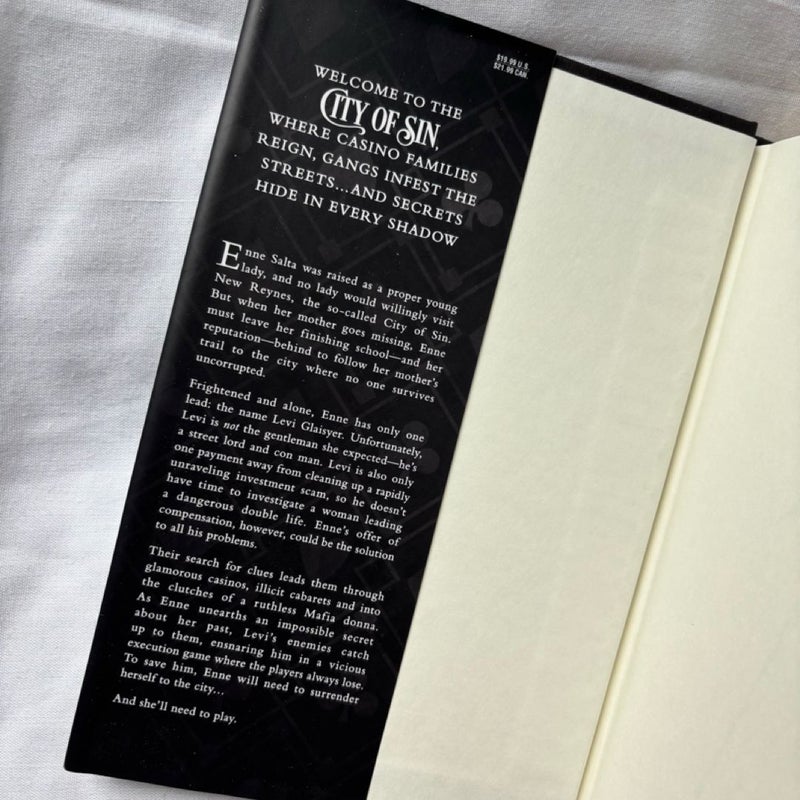 $19.99 U.S.
$21.99 CAN.
WELCOME TO THE
CITY OF SIN,
WHERE CASINO FAMILIES
REIGN, GANGS INFEST THE
STREETS...AND SECRETS
HIDE IN EVERY SHADOW
Enne Salta was raised as a proper young
lady, and no lady would willingly visit
New Reynes, the so-called City of Sin.
But when her mother goes missing, Enne
must leave her finishing school—and her
reputation—behind to follow her mother's
trail to the city where no one survives
uncorrupted.
Frightened and alone, Enne has only one
lead: the name Levi Glaisyer. Unfortunately,
Levi is not the gentleman she expected—he's
a street lord and con man. Levi is also only
one payment away from cleaning up a rapidly
unraveling investment scam, so he doesn't
have time to investigate a woman leading
a dangerous double life. Enne's offer of
compensation, however, could be the solution
to all his problems.
Their search for clues leads them through
glamorous casinos, illicit cabarets and into
the clutches of a ruthless Mafia donna.
As Enne unearths an impossible secret
about her past, Levi's enemies catch
up to them, ensnaring him in a vicious
execution game where the players always lose.
To save him, Enne will need to surrender
herself to the city...
And she'll need to play.